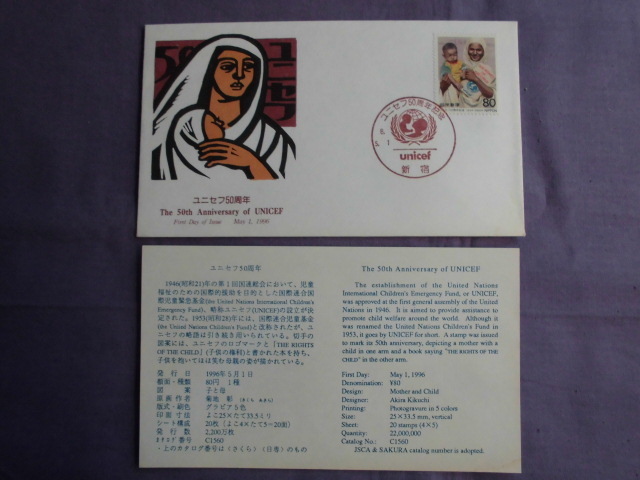 50
ユニセフ
80
日本郵便
NIPPON
ユニセフ50周年記念
unicef
新宿
ユニセフ50周年
The 50th Anniversary of UNICEF
First Day of Issue May 1, 1996
ユニセフ50周年
1946(昭和21)年の第1回国連総会において、児童
福祉のための国際的援助を目的とした国際連合国
際児童緊急基金(the United Nations International Children's
Emergency Fund)、略称ユニセフ(UNICEF)の設立が決
定された。1953(昭和28)年には、国際連合児童基金
(the United Nations Children's Fund)と改称されたが、ユ
ニセフの略語は引き続き用いられている。切手の
図案には、ユニセフのロゴマークと「THE RIGHTS
OF THE CHILD」(子供の権利)と書かれた本を持ち、
子供を抱いてほほ笑む母親の姿が描かれている。
発行日 1996年5月1日
額面・種類 80円 1種
図案 子と母
原画作者 菊池
版式・刷色 グラビア5色
印面寸法 よこ25×たて33.5ミリ
シート構成 20枚(よこ4×たて5=20面)
発行数 2,200万枚
カタログ番号 C1560
・上のカタログ番号は(さくら)(日専)のもの
The 50th Anniversary of UNICEF
The establishment of the United Nations
International Children's Emergency Fund, or UNICEF,
was approved at the first general assembly of the United
Nations in 1946. It is aimed to provide assistance to
promote child welfare around the world. Although it
was renamed the United Nations Children's Fund in
1953, it goes by UNICEF for short. A stamp was issued
to mark its 50th anniversary, depicting a mother with
a child in one arm and a book saying "THE RIGHTS OF THE
CHILD" in the other arm.
First Day: May 1, 1996
Denomination: ¥80
Design: Mother and Child
Designer: Akira Kikuchi
Printing: Photogravure in 5 colors
Size: 25×33.5 mm, vertical
Sheet: 20 stamps (4×5)
Quantity: 22,000,000
Catalog No.: C1560
JSCA & SAKURA catalog number is adopted.